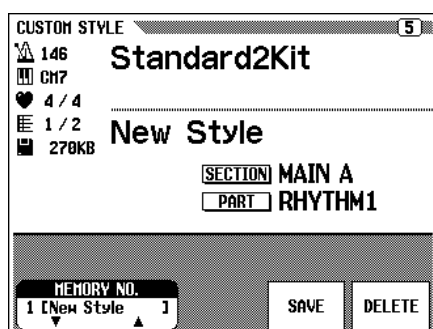 CUSTOM STYLE 5
146
CM7
4/4
1/2
270KB
Standard2Kit
New Style
SECTION MAIN A
PART RHYTHM1
MEMORY NO.
1 [New Style ]
SAVE
DELETE